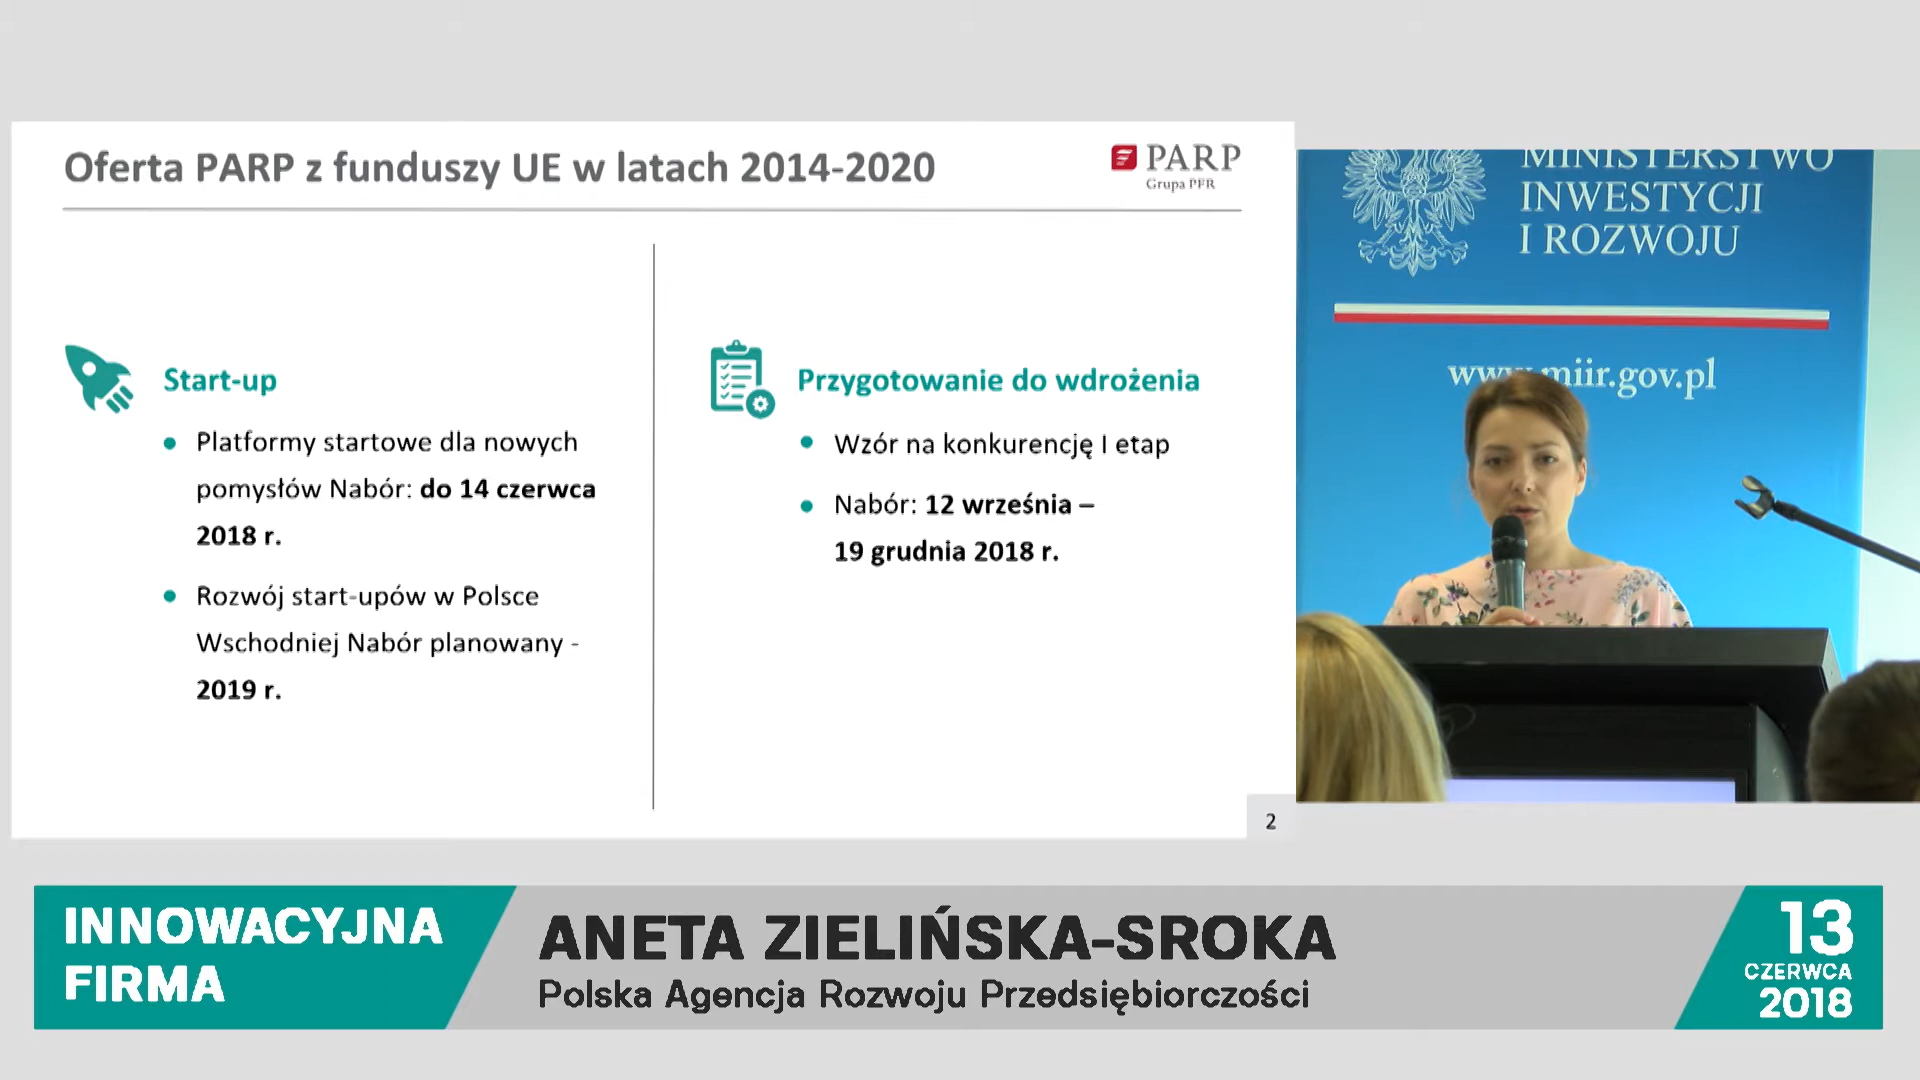 Oferta PARP z funduszy UE w latach 2014-2020
PARP
Grupa PFR
Start-up
Platformy startowe dla nowych
pomysłów Nabór: do 14 czerwca
2018 r.
Rozwój start-upów w Polsce
Wschodniej Nabór planowany -
2019 r.
Przygotowanie do wdrożenia
Wzór na konkurencję I etap
Nabór: 12 września –
19 grudnia 2018 r.
2
MINISTERSTWO
INWESTYCJI
I ROZWOJU
www.miir.gov.pl
INNOWACYJNA
FIRMA
ANETA ZIELIŃSKA-SROKA
Polska Agencja Rozwoju Przedsiębiorczości
13
CZERWCA
2018